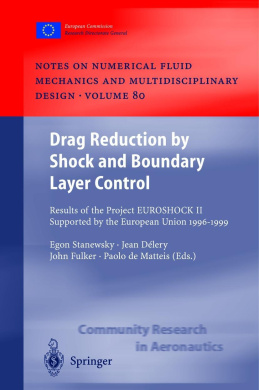 European Commission
Research Directorate-General
NOTES ON NUMERICAL FLUID
MECHANICS AND MULTIDISCIPLINARY
DESIGN · VOLUME 80
Drag Reduction by
Shock and Boundary
Layer Control
Results of the Project EUROSHOCK II
Supported by the European Union 1996-1999
Egon Stanewsky · Jean Délery
John Fulker · Paolo de Matteis (Eds.)
Community Research
in Aeronautics
Springer